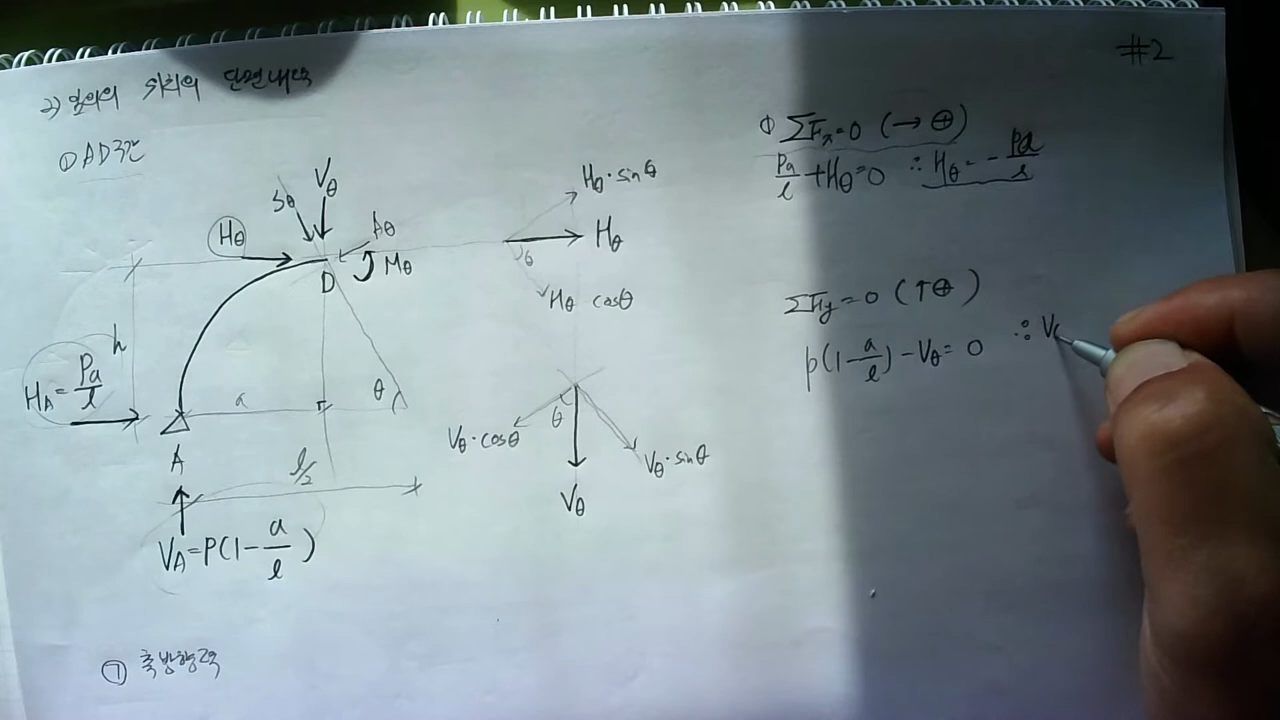 #2
2) 임의의 위치의 단면내력
① AD구간
Vθ
Sθ
Hθ
Aθ
Mθ
D
h
HA = Pa/l
a
θ
A
l/2
VA = P(1 - a/l)
Hθ·sinθ
Hθ
θ
Hθ cosθ
Vθ·cosθ
θ
Vθ·sinθ
Vθ
① ΣFx = 0 (→ ⊕)
Pa/l + Hθ = 0 ∴ Hθ = - Pa/l
ΣFy = 0 (↑ ⊕)
P(1 - a/l) - Vθ = 0 ∴ V
㉠ 축방향력